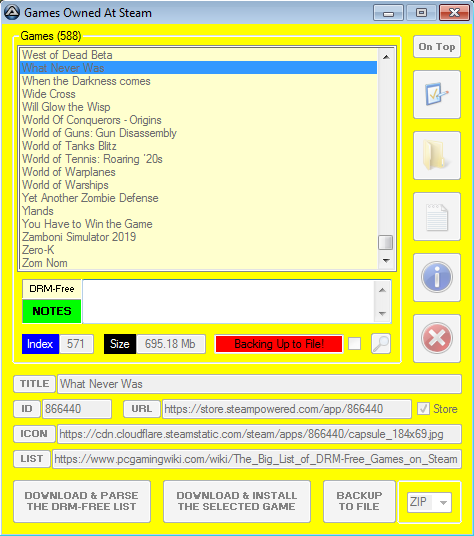 Games Owned At Steam
Games (588)
On Top
West of Dead Beta
What Never Was
When the Darkness comes
Wide Cross
Will Glow the Wisp
World Of Conquerors - Origins
World of Guns: Gun Disassembly
World of Tanks Blitz
World of Tennis: Roaring ´20s
World of Warplanes
World of Warships
Yet Another Zombie Defense
Ylands
You Have to Win the Game
Zamboni Simulator 2019
Zero-K
Zom Nom
DRM-Free
NOTES
Index 571 Size 695.18 Mb Backing Up to File!
TITLE What Never Was
ID 866440 URL https://store.steampowered.com/app/866440 Store
ICON https://cdn.cloudflare.steamstatic.com/steam/apps/866440/capsule_184x69.jpg
LIST https://www.pcgamingwiki.com/wiki/The_Big_List_of_DRM-Free_Games_on_Steam
DOWNLOAD & PARSE DOWNLOAD & INSTALL BACKUP
THE DRM-FREE LIST THE SELECTED GAME TO FILE ZIP